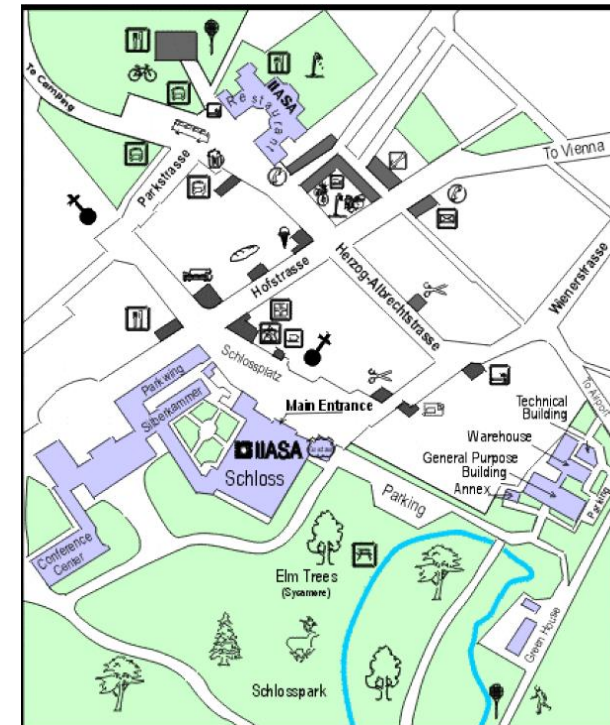 To Camping
IIASA
Restaurant
To Vienna
Parkstrasse
Hofstrasse
Herzog-Albrechtstrasse
Wienerstrasse
Schlossplatz
Parkwing
Silberkammer
Main Entrance
To Airport
Technical
Building
Warehouse
General Purpose
Building
Annex
Parking
IIASA
Schloss
Parking
Conference
Center
Elm Trees
(Sycamore)
Green House
Schlosspark